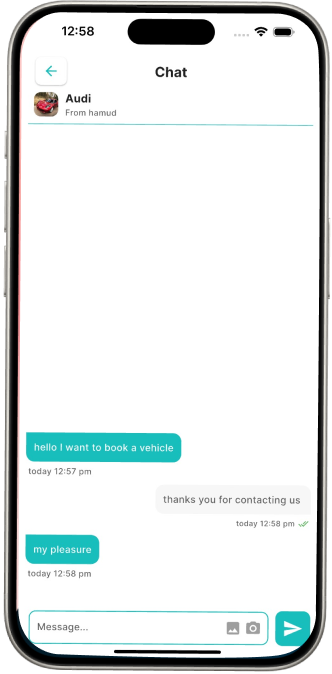 12:58
Chat
Audi
From hamud
hello I want to book a vehicle
today 12:57 pm
thanks you for contacting us
today 12:58 pm
my pleasure
today 12:58 pm
Message...